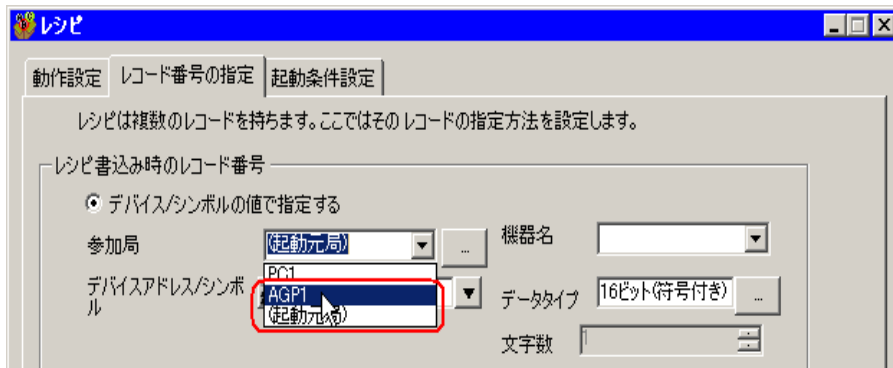 レシピ
動作設定 レコード番号の指定 起動条件設定
レシピは複数のレコードを持ちます。ここではそのレコードの指定方法を設定します。
レシピ書込み時のレコード番号
デバイス/シンボルの値で指定する
参加局 (起動元局) ... 機器名
PC1
デバイスアドレス/シンボル
AGP1
(起動元局)
データタイプ 16ビット(符号付き) ...
文字数 1